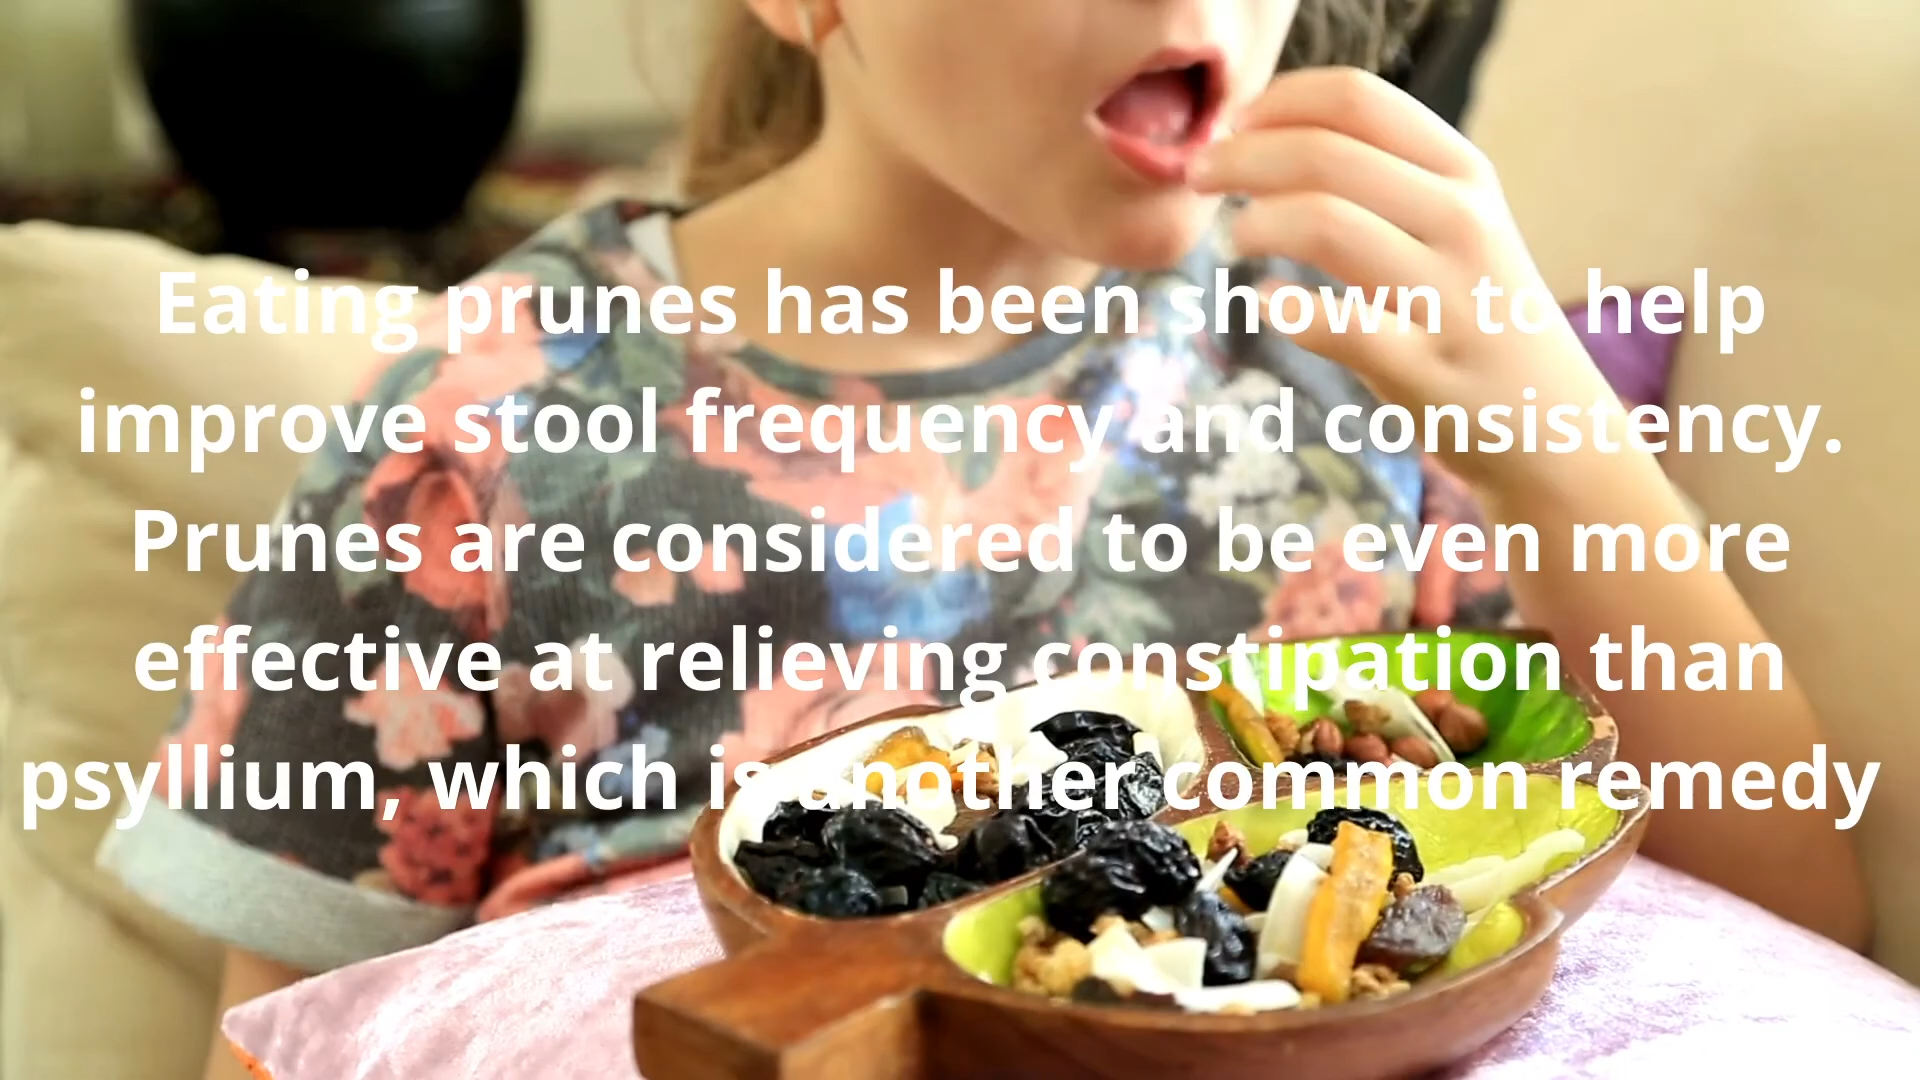 Eating prunes has been shown to help
improve stool frequency and consistency.
Prunes are considered to be even more
effective at relieving constipation than
psyllium, which is another common remedy